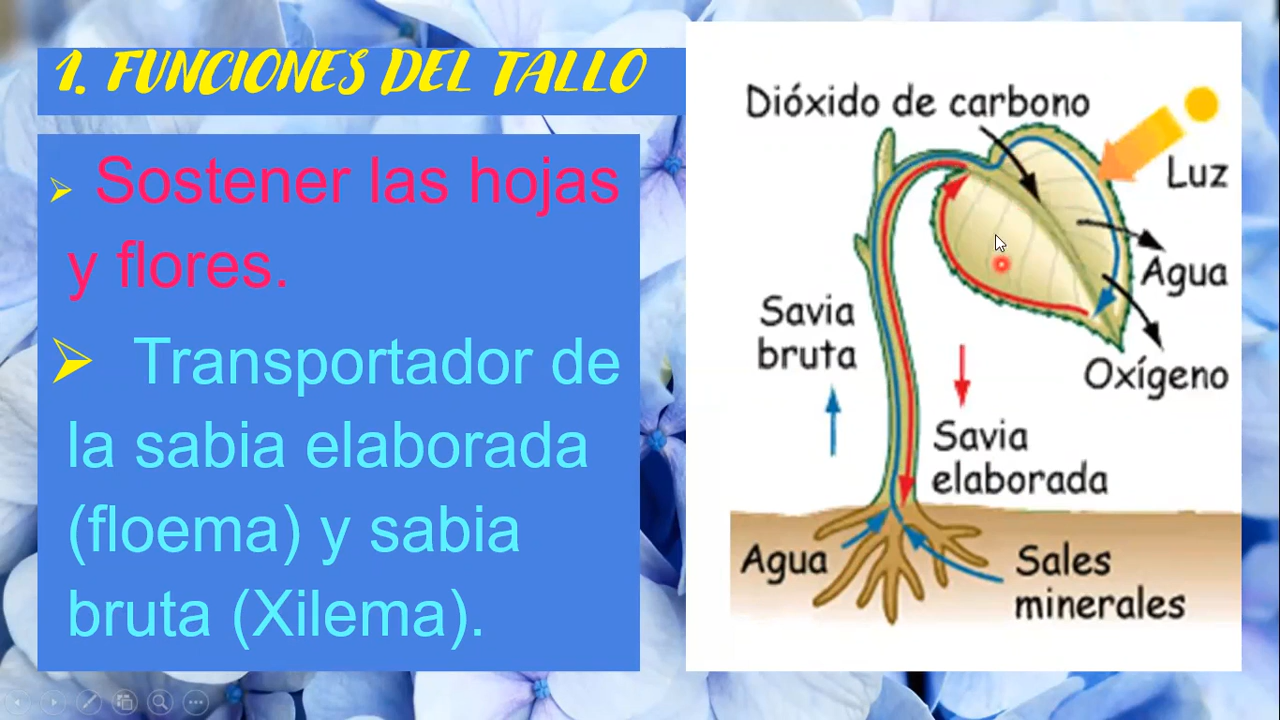 1. FUNCIONES DEL TALLO
Sostener las hojas
y flores.
Transportador de
la sabia elaborada
(floema) y sabia
bruta (Xilema).
Dióxido de carbono
Luz
Agua
Oxígeno
Savia
bruta
Savia
elaborada
Agua
Sales
minerales